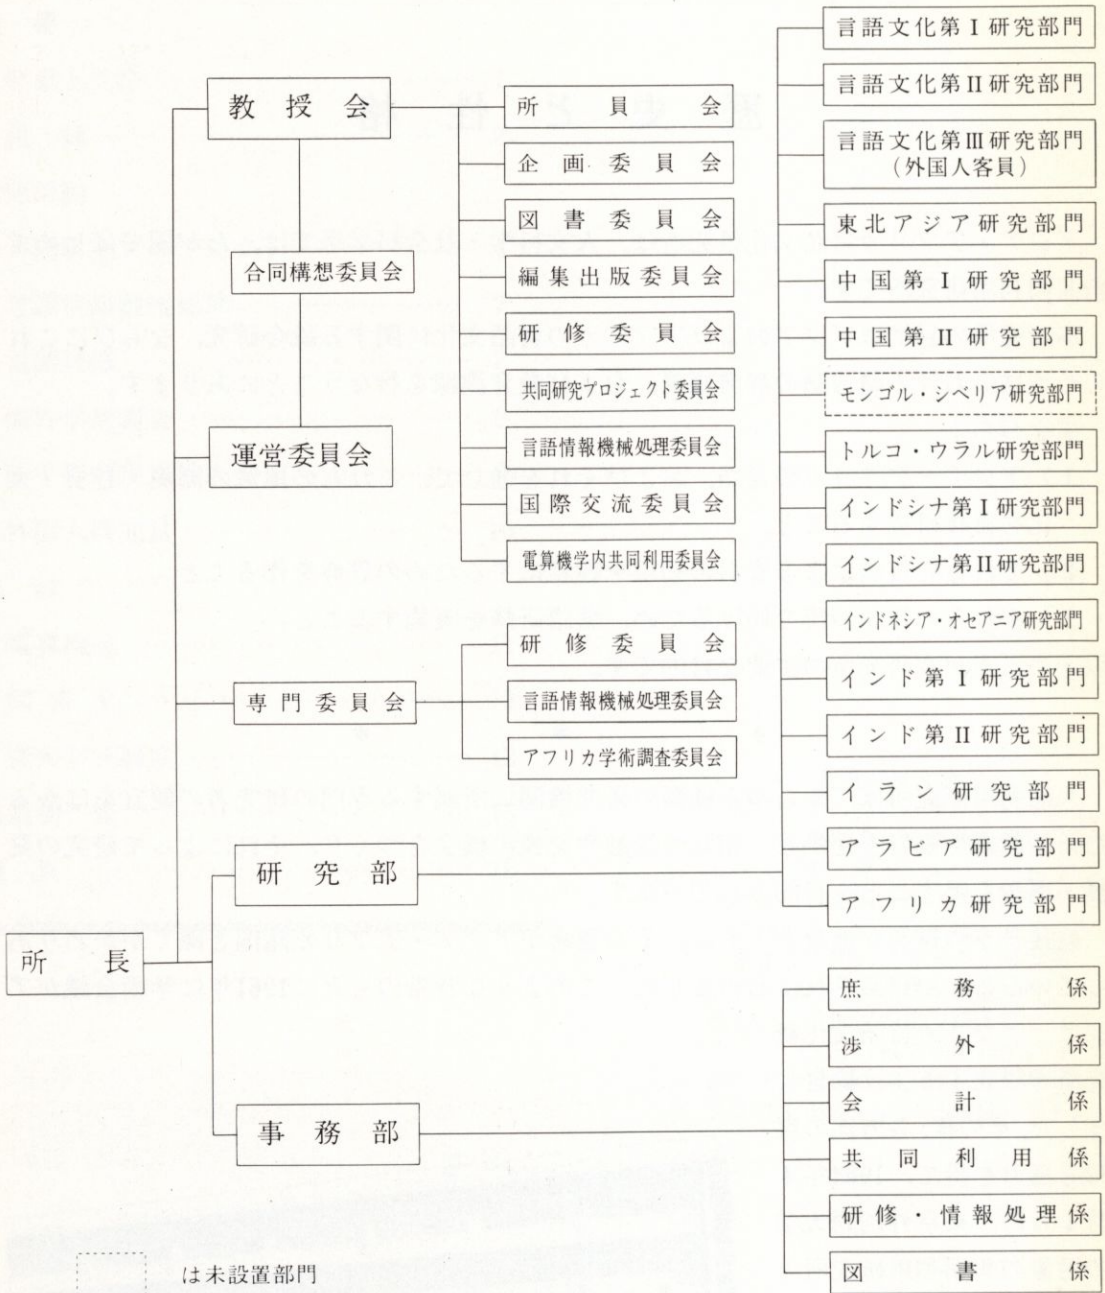 所長
教授会
合同構想委員会
運営委員会
専門委員会
研究部
事務部
所員会
企画委員会
図書委員会
編集出版委員会
研修委員会
共同研究プロジェクト委員会
言語情報機械処理委員会
国際交流委員会
電算機学内共同利用委員会
研修委員会
言語情報機械処理委員会
アフリカ学術調査委員会
言語文化第Ⅰ研究部門
言語文化第Ⅱ研究部門
言語文化第Ⅲ研究部門
(外国人客員)
東北アジア研究部門
中国第Ⅰ研究部門
中国第Ⅱ研究部門
モンゴル・シベリア研究部門
トルコ・ウラル研究部門
インドシナ第Ⅰ研究部門
インドシナ第Ⅱ研究部門
インドネシア・オセアニア研究部門
インド第Ⅰ研究部門
インド第Ⅱ研究部門
イラン研究部門
アラビア研究部門
アフリカ研究部門
庶務係
渉外係
会計係
共同利用係
研修・情報処理係
図書係
は未設置部門